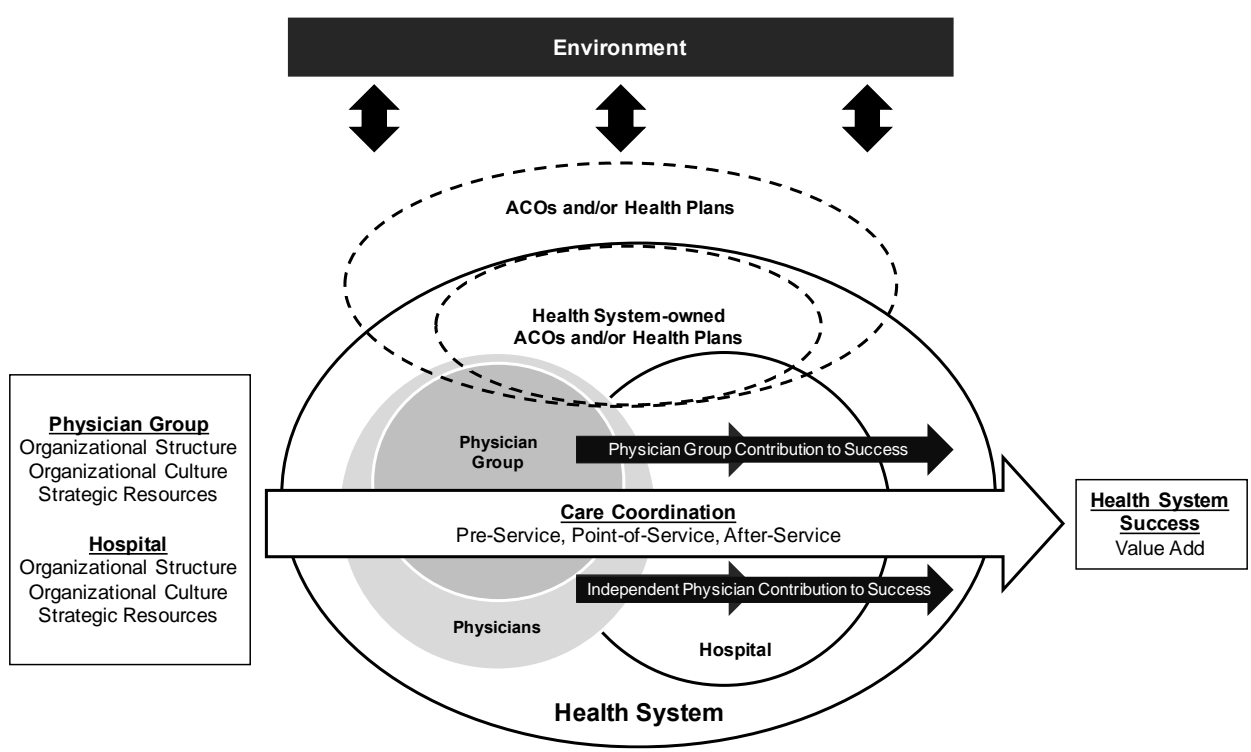 Environment
ACOs and/or Health Plans
Health System-owned
ACOs and/or Health Plans
Physician Group
Organizational Structure
Organizational Culture
Strategic Resources
Hospital
Organizational Structure
Organizational Culture
Strategic Resources
Physician
Group
Physician Group Contribution to Success
Care Coordination
Pre-Service, Point-of-Service, After-Service
Independent Physician Contribution to Success
Physicians
Hospital
Health System
Health System
Success
Value Add